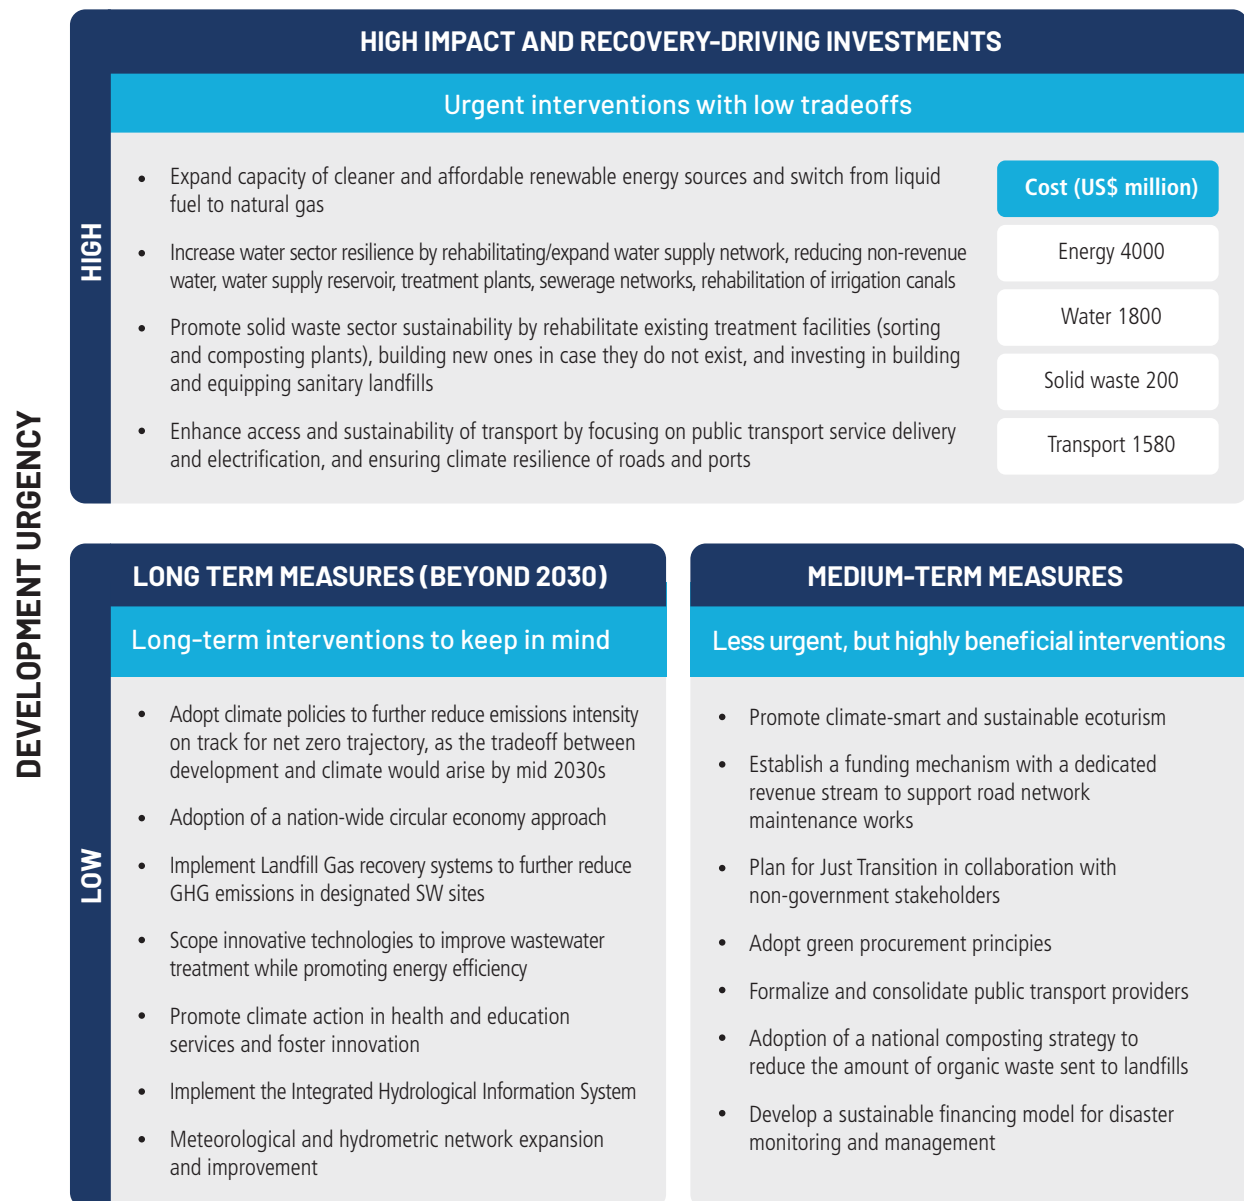 DEVELOPMENT URGENCY
HIGH IMPACT AND RECOVERY-DRIVING INVESTMENTS
Urgent interventions with low tradeoffs
HIGH
• Expand capacity of cleaner and affordable renewable energy sources and switch from liquid
fuel to natural gas
• Increase water sector resilience by rehabilitating/expand water supply network, reducing non-revenue
water, water supply reservoir, treatment plants, sewerage networks, rehabilitation of irrigation canals
• Promote solid waste sector sustainability by rehabilitate existing treatment facilities (sorting
and composting plants), building new ones in case they do not exist, and investing in building
and equipping sanitary landfills
• Enhance access and sustainability of transport by focusing on public transport service delivery
and electrification, and ensuring climate resilience of roads and ports
Cost (US$ million)
Energy 4000
Water 1800
Solid waste 200
Transport 1580
LOW
LONG TERM MEASURES (BEYOND 2030)
Long-term interventions to keep in mind
• Adopt climate policies to further reduce emissions intensity
on track for net zero trajectory, as the tradeoff between
development and climate would arise by mid 2030s
• Adoption of a nation-wide circular economy approach
• Implement Landfill Gas recovery systems to further reduce
GHG emissions in designated SW sites
• Scope innovative technologies to improve wastewater
treatment while promoting energy efficiency
• Promote climate action in health and education
services and foster innovation
• Implement the Integrated Hydrological Information System
• Meteorological and hydrometric network expansion
and improvement
MEDIUM-TERM MEASURES
Less urgent, but highly beneficial interventions
• Promote climate-smart and sustainable ecoturism
• Establish a funding mechanism with a dedicated
revenue stream to support road network
maintenance works
• Plan for Just Transition in collaboration with
non-government stakeholders
• Adopt green procurement principies
• Formalize and consolidate public transport providers
• Adoption of a national composting strategy to
reduce the amount of organic waste sent to landfills
• Develop a sustainable financing model for disaster
monitoring and management